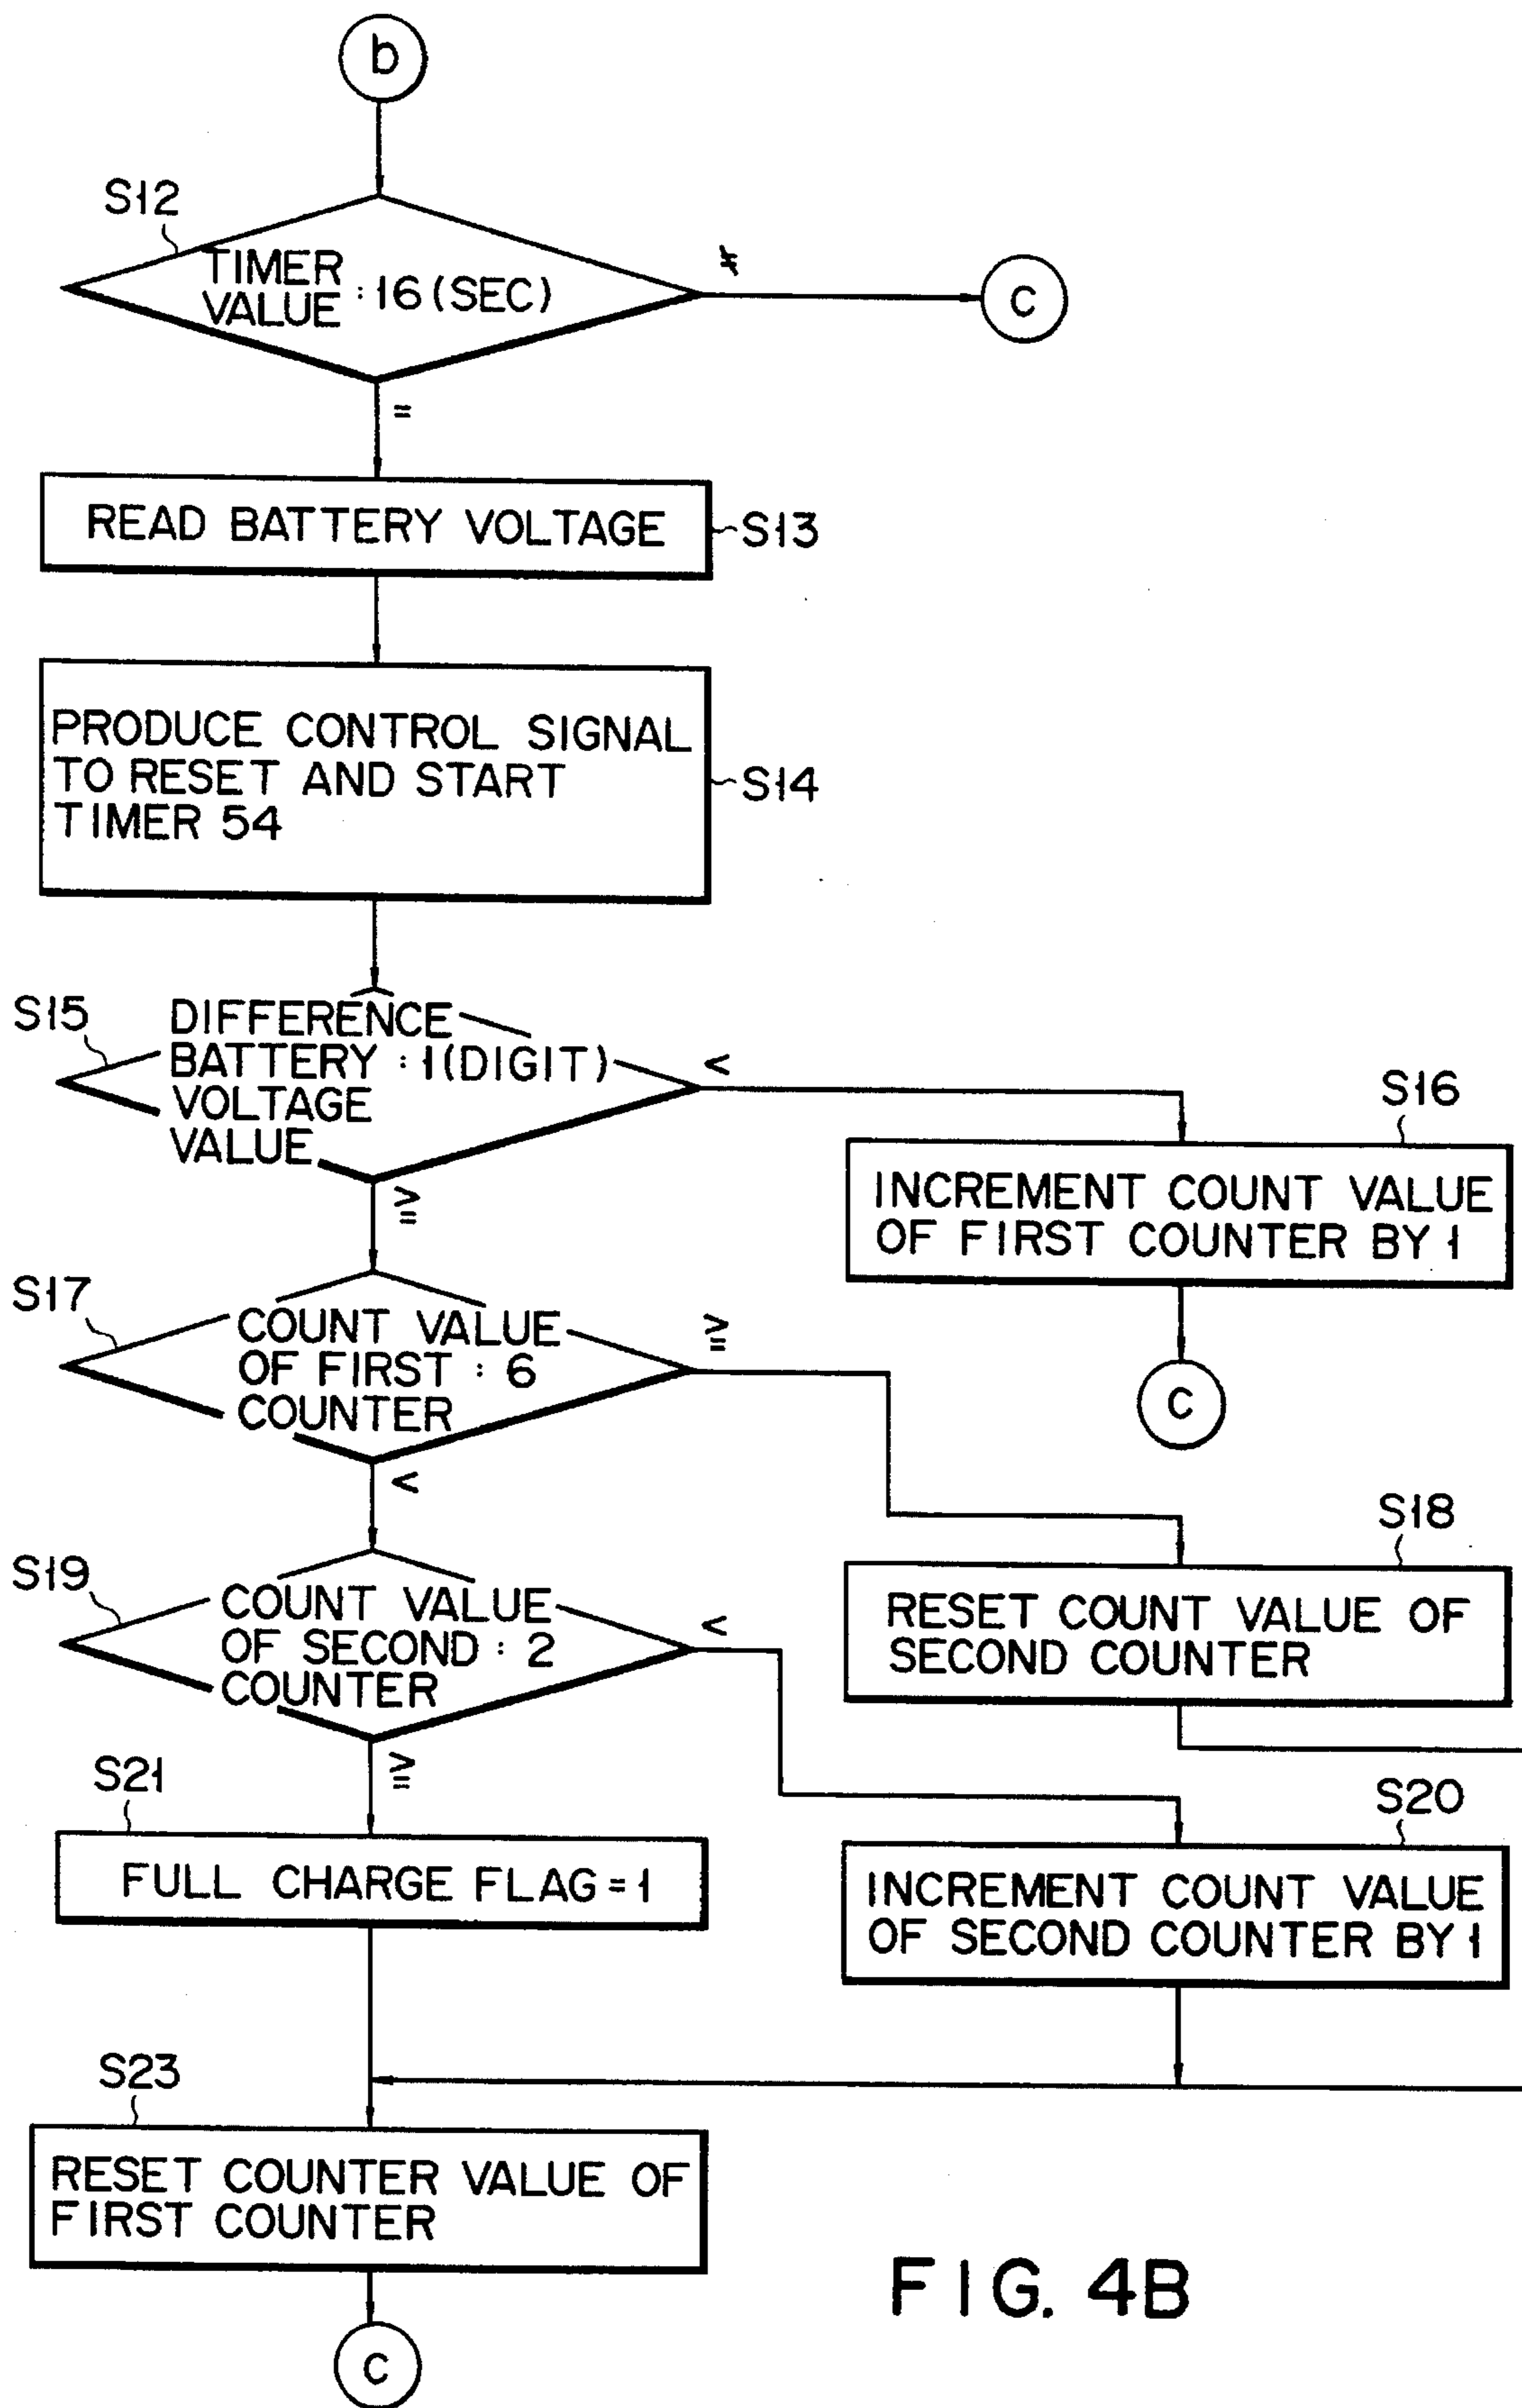 b
S12
TIMER
VALUE : 16 (SEC)
≠
C
=
READ BATTERY VOLTAGE
S13
PRODUCE CONTROL SIGNAL
TO RESET AND START
TIMER 54
S14
S15
DIFFERENCE
BATTERY : 1 (DIGIT)
VOLTAGE
VALUE
<
≧
S16
INCREMENT COUNT VALUE
OF FIRST COUNTER BY 1
C
S17
COUNT VALUE
OF FIRST : 6
COUNTER
≧
<
S18
RESET COUNT VALUE OF
SECOND COUNTER
S19
COUNT VALUE
OF SECOND : 2
COUNTER
<
≧
S20
INCREMENT COUNT VALUE
OF SECOND COUNTER BY 1
S21
FULL CHARGE FLAG = 1
S23
RESET COUNTER VALUE OF
FIRST COUNTER
C
FIG. 4B